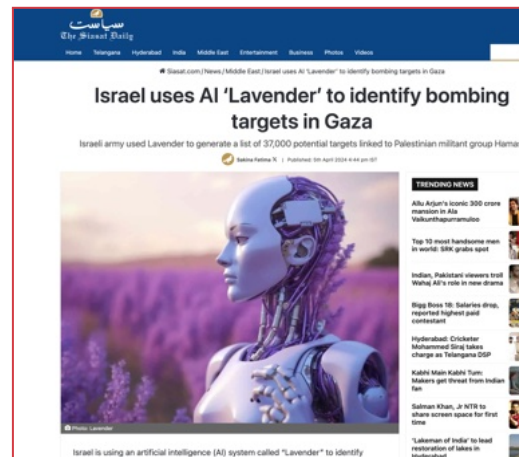 سیاست
The Siasat Daily
Home Telangana Hyderabad India Middle East Entertainment Business Photos Videos
Siasat.com/News/Middle East/Israel uses AI 'Lavender' to identify bombing targets in Gaza
Israel uses AI ‘Lavender’ to identify bombing
targets in Gaza
Israeli army used Lavender to generate a list of 37,000 potential targets linked to Palestinian militant group Hamas
Sakina Fatima X | Published: 5th April 2024 4:44 pm IST
TRENDING NEWS
Allu Arjun's iconic 300 crore
mansion in Ala
Vaikunthapurramuloo
Top 10 most handsome men
in world: SRK grabs spot
Indian, Pakistani viewers troll
Wahaj Ali's role in new drama
Bigg Boss 18: Salaries drop,
reported highest paid
contestant
Hyderabad: Cricketer
Mohammed Siraj takes
charge as Telangana DSP
Kabhi Main Kabhi Tum:
Makers get threat from Indian
fan
Salman Khan, Jr NTR to
share screen space for first
time
'Lakeman of India' to lead
restoration of lakes in
Hyderabad
Photo: Lavender
Israel is using an artificial intelligence (AI) system called "Lavender" to identify